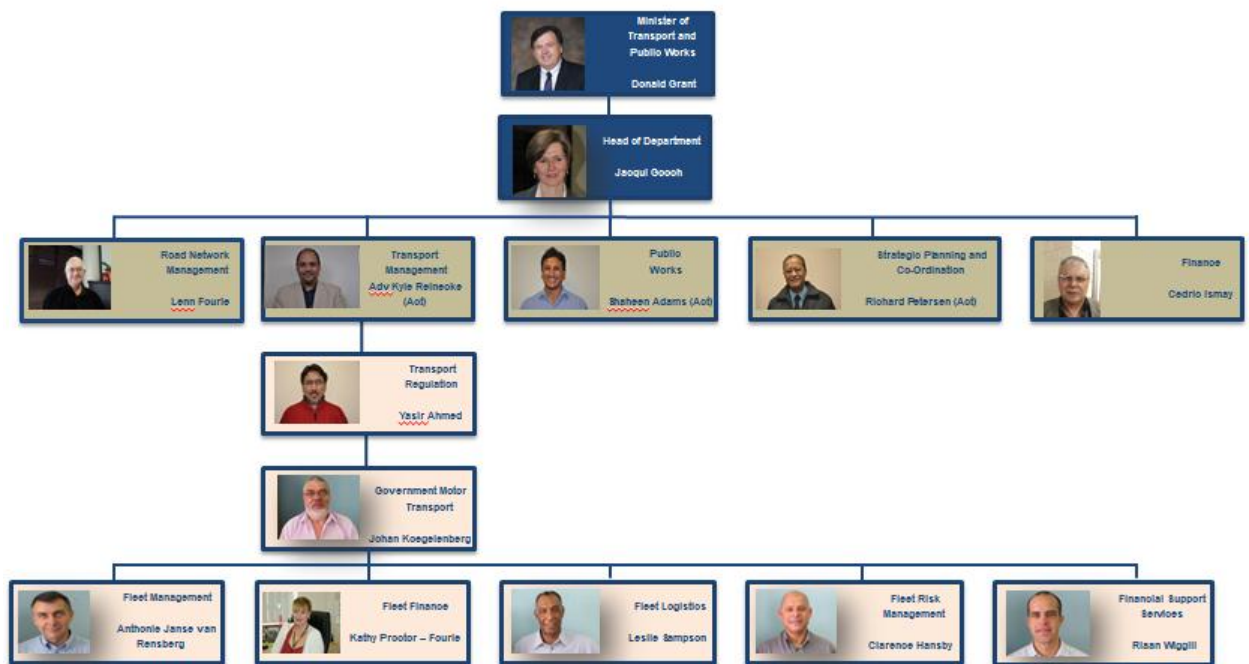 Minister of
Transport and
Public Works
Donald Grant
Head of Department
Jacqui Gooch
Road Network
Management
Lenn Fourie
Transport
Management
Adv Kyle Reinecke
(Act)
Public
Works
Shaheen Adams (Act)
Strategic Planning and
Co-Ordination
Richard Petersen (Act)
Finance
Cedric Ismay
Transport
Regulation
Yasir Ahmed
Government Motor
Transport
Johan Koegelenberg
Fleet Management
Anthonie Janse van
Rensberg
Fleet Finance
Kathy Proctor – Fourie
Fleet Logistics
Leslie Sampson
Fleet Risk
Management
Clarence Hansby
Financial Support
Services
Riaan Wiggill